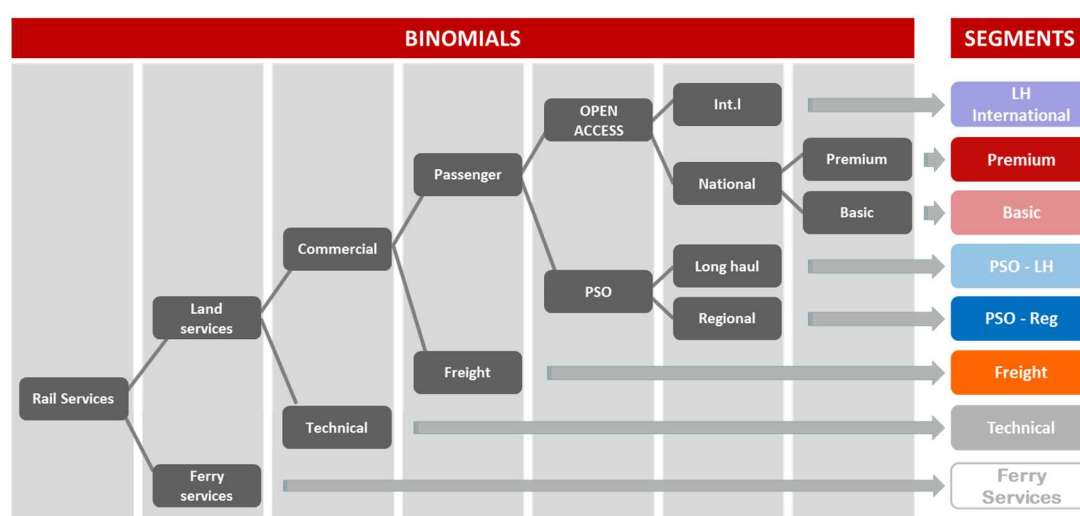 BINOMIALS
SEGMENTS
Rail Services
Land
services
Ferry
services
Commercial
Technical
Passenger
Freight
OPEN
ACCESS
PSO
Int.l
National
Long haul
Regional
Premium
Basic
LH
International
Premium
Basic
PSO - LH
PSO - Reg
Freight
Technical
Ferry
Services